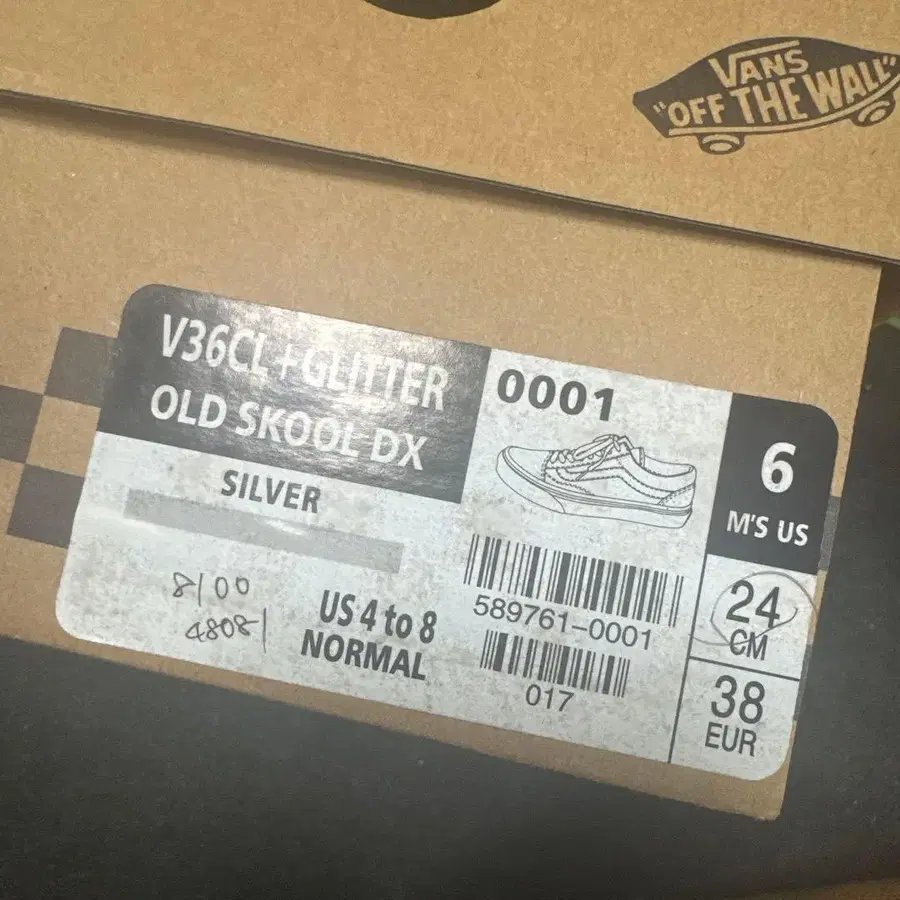 VANS
"OFF THE WALL"
V36CL+GLITTER
OLD SKOOL DX
SILVER
8100
48081
US 4 to 8
NORMAL
0001
589761-0001
017
6
M'S US
24
CM
38
EUR